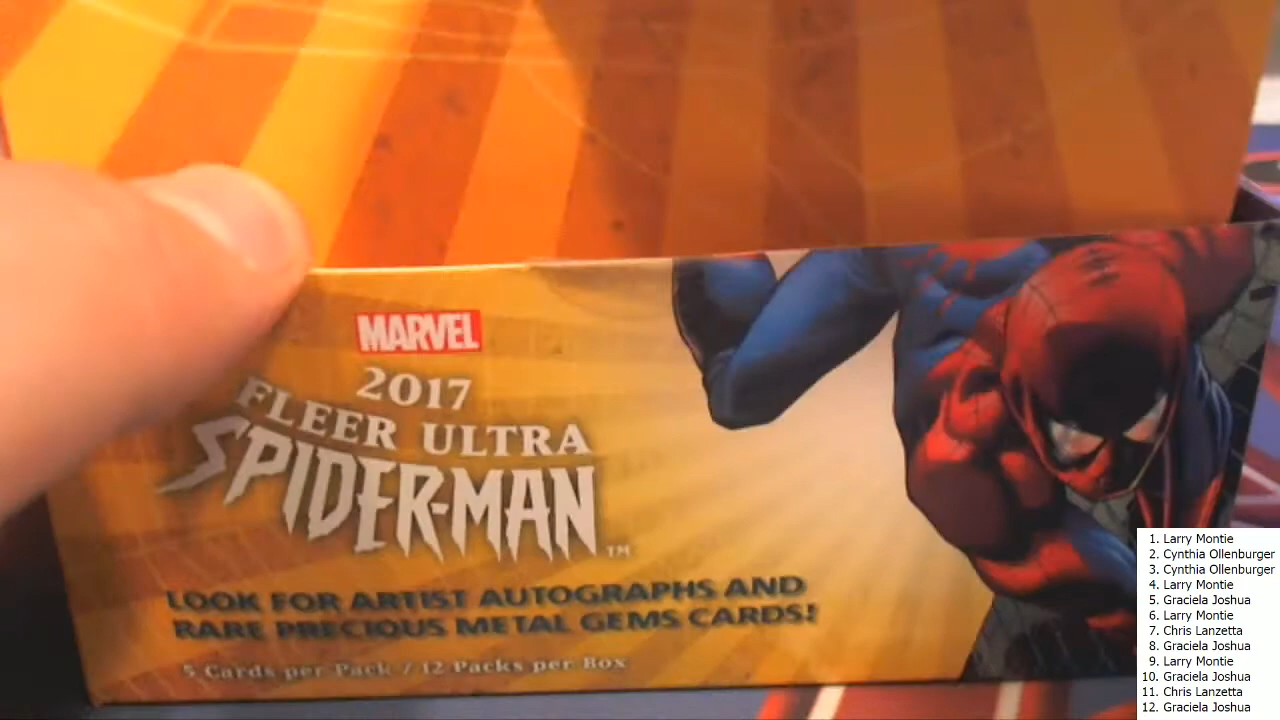 MARVEL
2017
FLEER ULTRA
SPIDER-MAN™
LOOK FOR ARTIST AUTOGRAPHS AND
RARE PRECIOUS METAL GEMS CARDS!
5 Cards per Pack / 12 Packs per Box
1. Larry Montie
2. Cynthia Ollenburger
3. Cynthia Ollenburger
4. Larry Montie
5. Graciela Joshua
6. Larry Montie
7. Chris Lanzetta
8. Graciela Joshua
9. Larry Montie
10. Graciela Joshua
11. Chris Lanzetta
12. Graciela Joshua